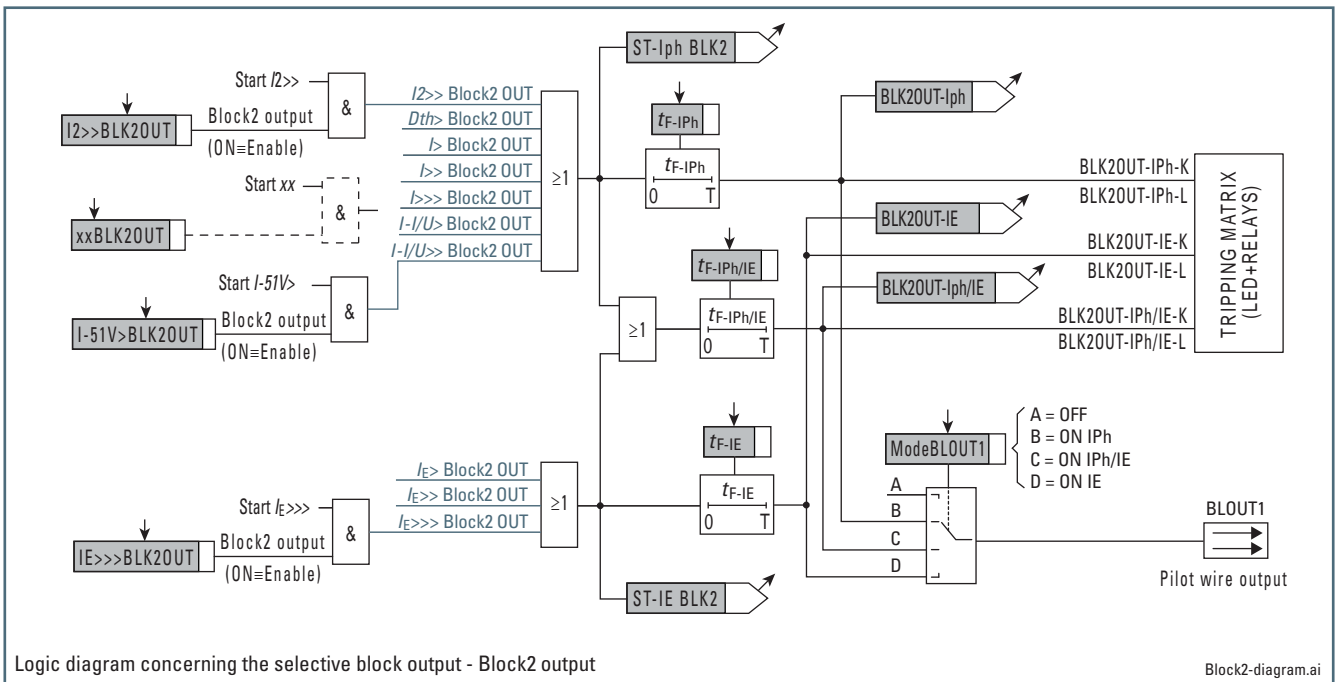 ST-Iph BLK2
Start I2>>
&
I2>>BLK2OUT
Block2 output
(ON≡Enable)
Start xx
&
xxBLK2OUT
Start I-51V>
&
I-51V>BLK2OUT
Block2 output
(ON≡Enable)
I2>> Block2 OUT
Dth> Block2 OUT
I> Block2 OUT
I>> Block2 OUT
I>>> Block2 OUT
I-I/U> Block2 OUT
I-I/U>> Block2 OUT
≥1
tF-IPh
tF-IPh
0 T
tF-IPh/IE
≥1
tF-IPh/IE
0 T
BLK2OUT-Iph
BLK2OUT-IE
BLK2OUT-Iph/IE
BLK2OUT-IPh-K
BLK2OUT-IPh-L
BLK2OUT-IE-K
BLK2OUT-IE-L
BLK2OUT-IPh/IE-K
BLK2OUT-IPh/IE-L
TRIPPING MATRIX
(LED+RELAYS)
Start IE>>>
&
IE>>>BLK2OUT
Block2 output
(ON≡Enable)
IE> Block2 OUT
IE>> Block2 OUT
IE>>> Block2 OUT
≥1
tF-IE
tF-IE
0 T
ST-IE BLK2
ModeBLOUT1
A = OFF
B = ON IPh
C = ON IPh/IE
D = ON IE
A
B
C
D
BLOUT1
Pilot wire output
Logic diagram concerning the selective block output - Block2 output
Block2-diagram.ai